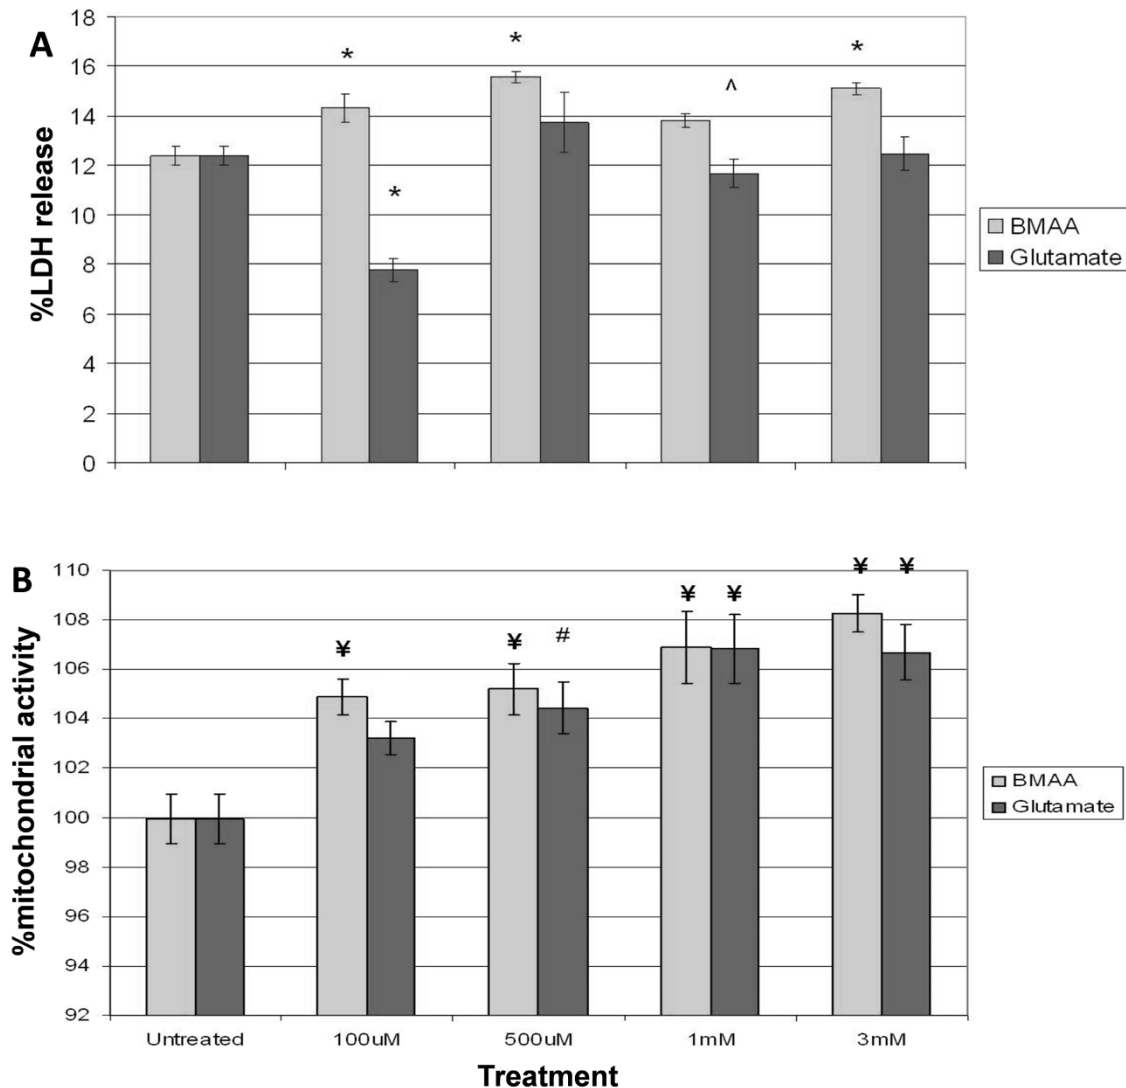 A
%LDH release
18
16
14
12
10
8
6
4
2
0
*
*
*
^
*
*
BMAA
Glutamate
B
%mitochondrial activity
110
108
106
104
102
100
98
96
94
92
¥
¥
#
¥
¥
¥
¥
BMAA
Glutamate
Untreated
100uM
500uM
1mM
3mM
Treatment